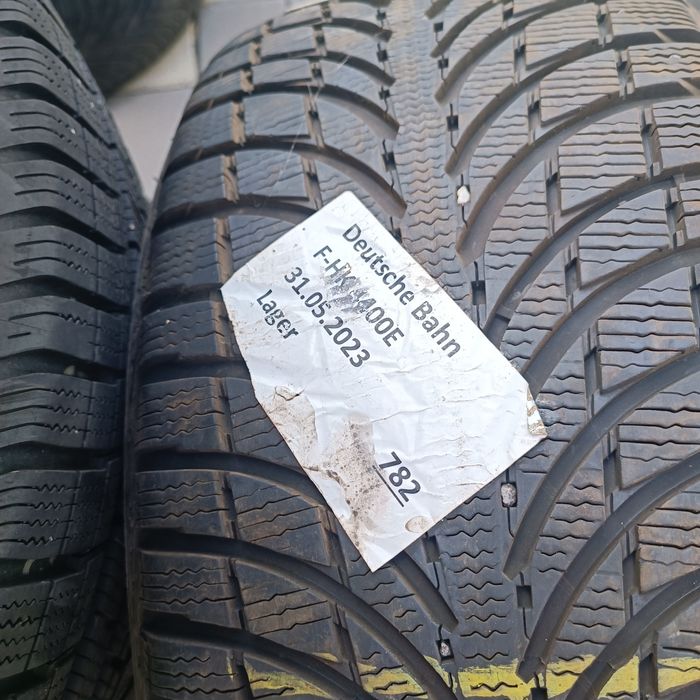 Deutsche Bahn
31.05.2023
Lager
782